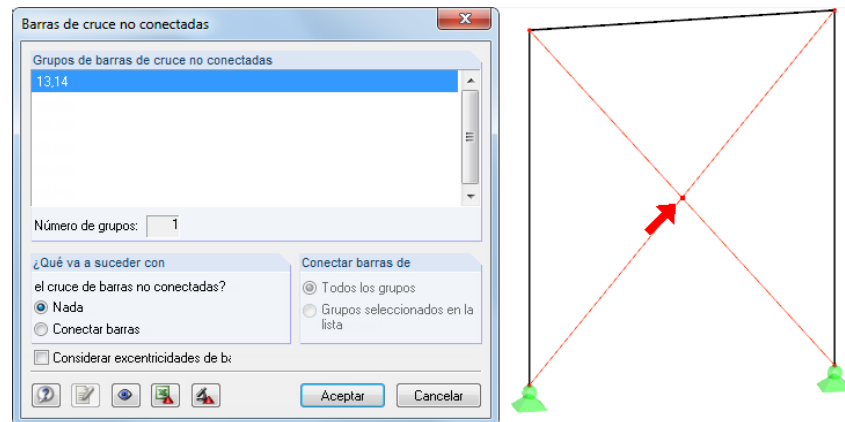 Barras de cruce no conectadas
Grupos de barras de cruce no conectadas
13,14
Número de grupos: 1
¿Qué va a suceder con
el cruce de barras no conectadas?
Nada
Conectar barras
Considerar excentricidades de
Conectar barras de
Todos los grupos
Grupos seleccionados en la
lista
Aceptar
Cancelar